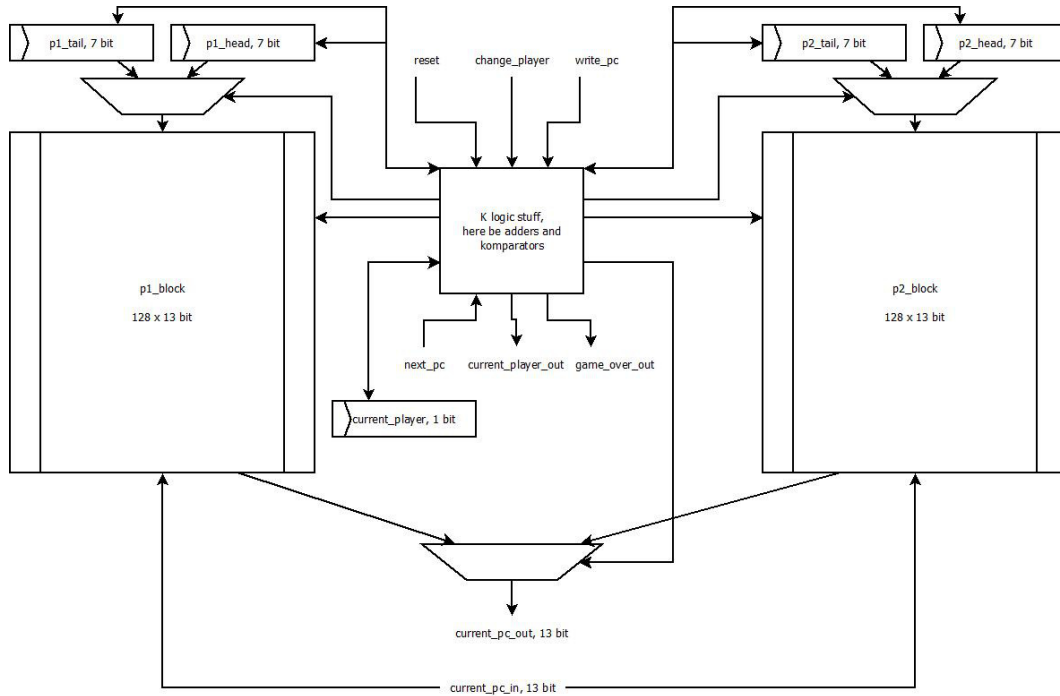 p1_tail, 7 bit
p1_head, 7 bit
p2_tail, 7 bit
p2_head, 7 bit
reset
change_player
write_pc
K logic stuff,
here be adders and
komparators
p1_block
128 x 13 bit
p2_block
128 x 13 bit
next_pc
current_player_out
game_over_out
current_player, 1 bit
current_pc_out, 13 bit
current_pc_in, 13 bit